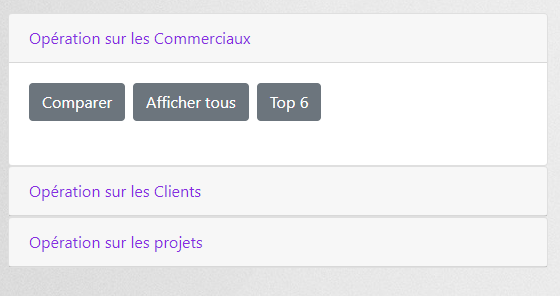 Opération sur les Commerciaux
Comparer Afficher tous Top 6
Opération sur les Clients
Opération sur les projets